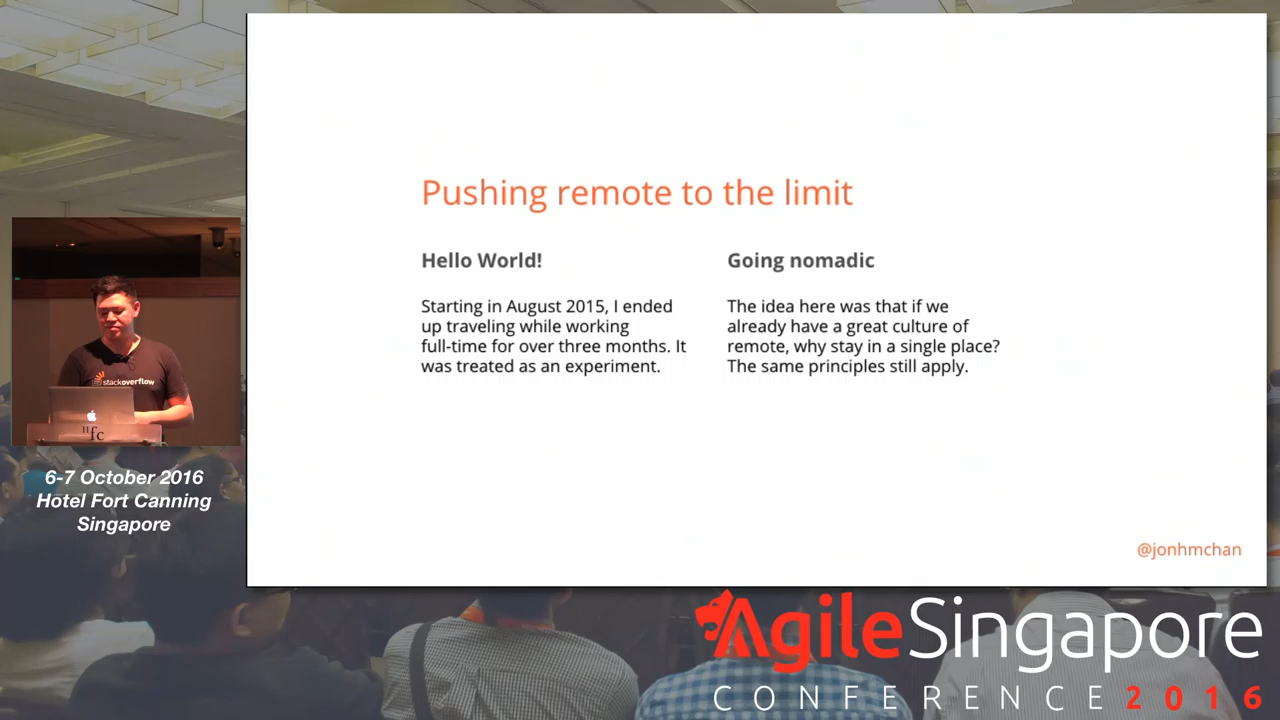 Pushing remote to the limit
Hello World!
Starting in August 2015, I ended
up traveling while working
full-time for over three months. It
was treated as an experiment.
Going nomadic
The idea here was that if we
already have a great culture of
remote, why stay in a single place?
The same principles still apply.
@jonhmchan
stackoverflow
fc
6-7 October 2016
Hotel Fort Canning
Singapore
AgileSingapore
CONFERENCE 2016